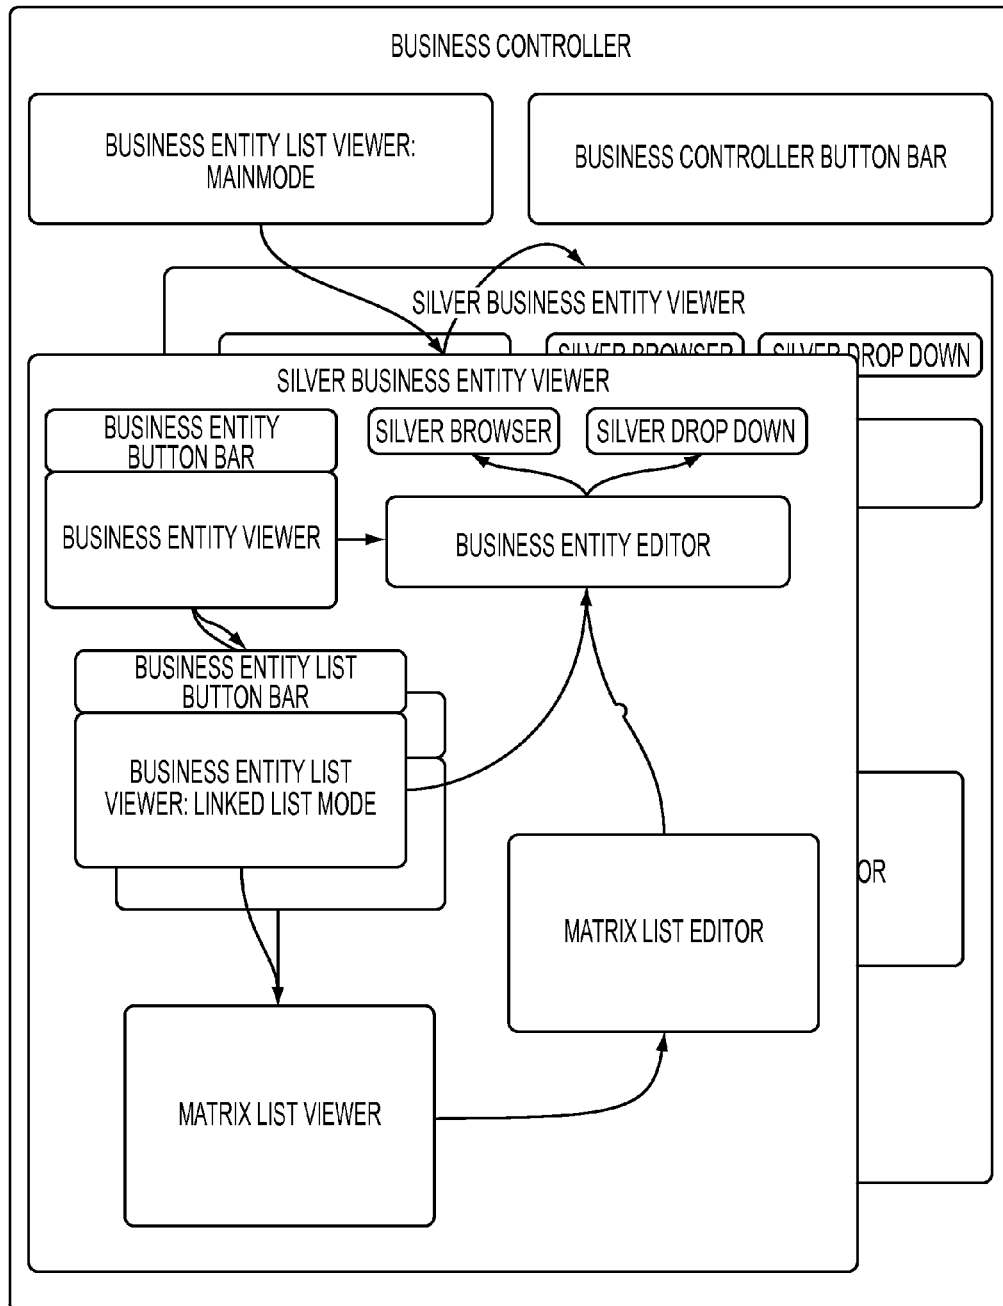 BUSINESS CONTROLLER
BUSINESS ENTITY LIST VIEWER:
MAINMODE
BUSINESS CONTROLLER BUTTON BAR
SILVER BUSINESS ENTITY VIEWER
SILVER BROWSER
SILVER DROP DOWN
SILVER BUSINESS ENTITY VIEWER
BUSINESS ENTITY
BUTTON BAR
SILVER BROWSER
SILVER DROP DOWN
BUSINESS ENTITY VIEWER
BUSINESS ENTITY EDITOR
BUSINESS ENTITY LIST
BUTTON BAR
BUSINESS ENTITY LIST
VIEWER: LINKED LIST MODE
MATRIX LIST EDITOR
OR
MATRIX LIST VIEWER